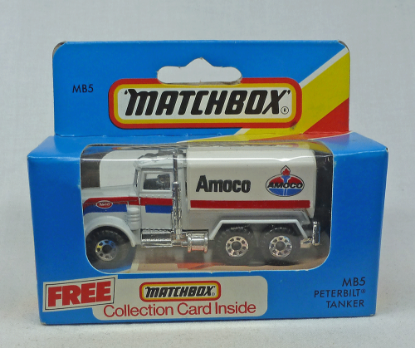 MB5
"MATCHBOX"®
Amoco
AMOCO
FREE
"MATCHBOX"
Collection Card Inside
MB5
PETERBILT®
TANKER